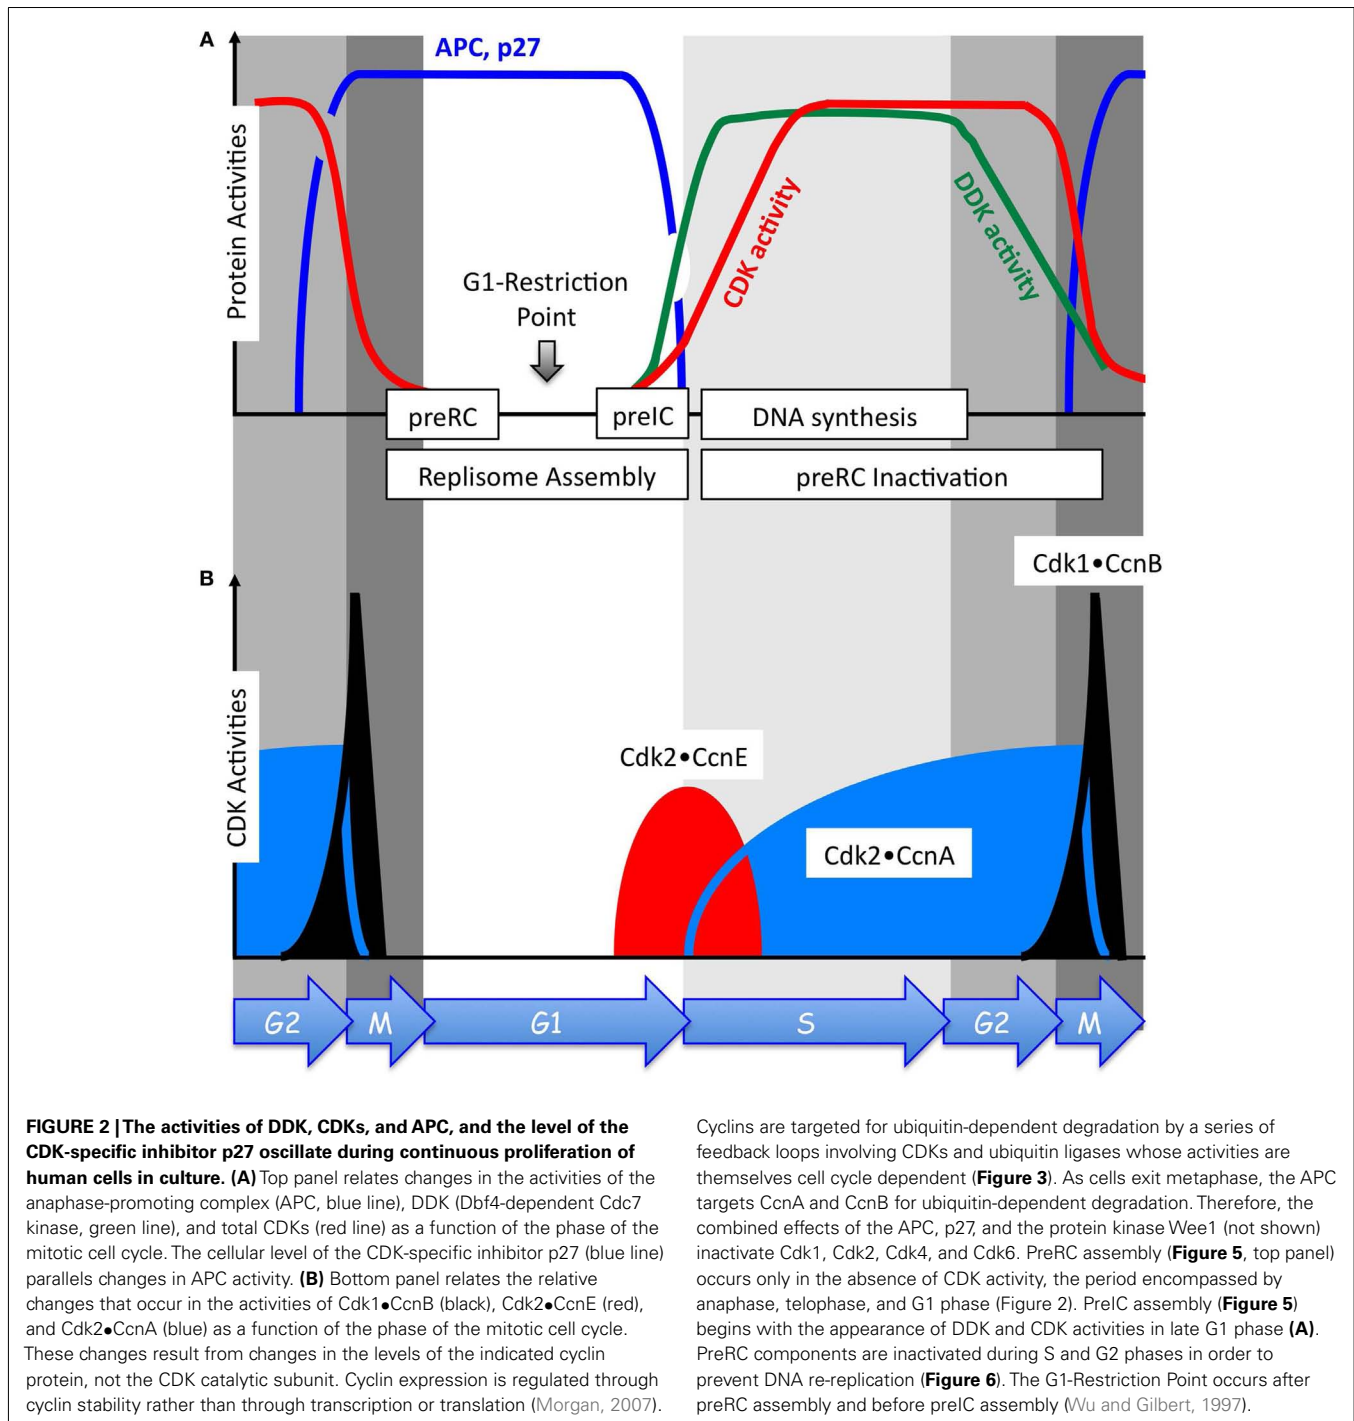 A
APC, p27
Protein Activities
G1-Restriction
Point
CDK activity
DDK activity
preRC
preIC
DNA synthesis
Replisome Assembly
preRC Inactivation
B
Cdk1•CcnB
CDK Activities
Cdk2•CcnE
Cdk2•CcnA
G2
M
G1
S
G2
M
FIGURE 2 | The activities of DDK, CDKs, and APC, and the level of the
CDK-specific inhibitor p27 oscillate during continuous proliferation of
human cells in culture. (A) Top panel relates changes in the activities of the
anaphase-promoting complex (APC, blue line), DDK (Dbf4-dependent Cdc7
kinase, green line), and total CDKs (red line) as a function of the phase of the
mitotic cell cycle. The cellular level of the CDK-specific inhibitor p27 (blue line)
parallels changes in APC activity. (B) Bottom panel relates the relative
changes that occur in the activities of Cdk1•CcnB (black), Cdk2•CcnE (red),
and Cdk2•CcnA (blue) as a function of the phase of the mitotic cell cycle.
These changes result from changes in the levels of the indicated cyclin
protein, not the CDK catalytic subunit. Cyclin expression is regulated through
cyclin stability rather than through transcription or translation (Morgan, 2007).
Cyclins are targeted for ubiquitin-dependent degradation by a series of
feedback loops involving CDKs and ubiquitin ligases whose activities are
themselves cell cycle dependent (Figure 3). As cells exit metaphase, the APC
targets CcnA and CcnB for ubiquitin-dependent degradation. Therefore, the
combined effects of the APC, p27, and the protein kinase Wee1 (not shown)
inactivate Cdk1, Cdk2, Cdk4, and Cdk6. PreRC assembly (Figure 5, top panel)
occurs only in the absence of CDK activity, the period encompassed by
anaphase, telophase, and G1 phase (Figure 2). PreIC assembly (Figure 5)
begins with the appearance of DDK and CDK activities in late G1 phase (A).
PreRC components are inactivated during S and G2 phases in order to
prevent DNA re-replication (Figure 6). The G1-Restriction Point occurs after
preRC assembly and before preIC assembly (Wu and Gilbert, 1997).